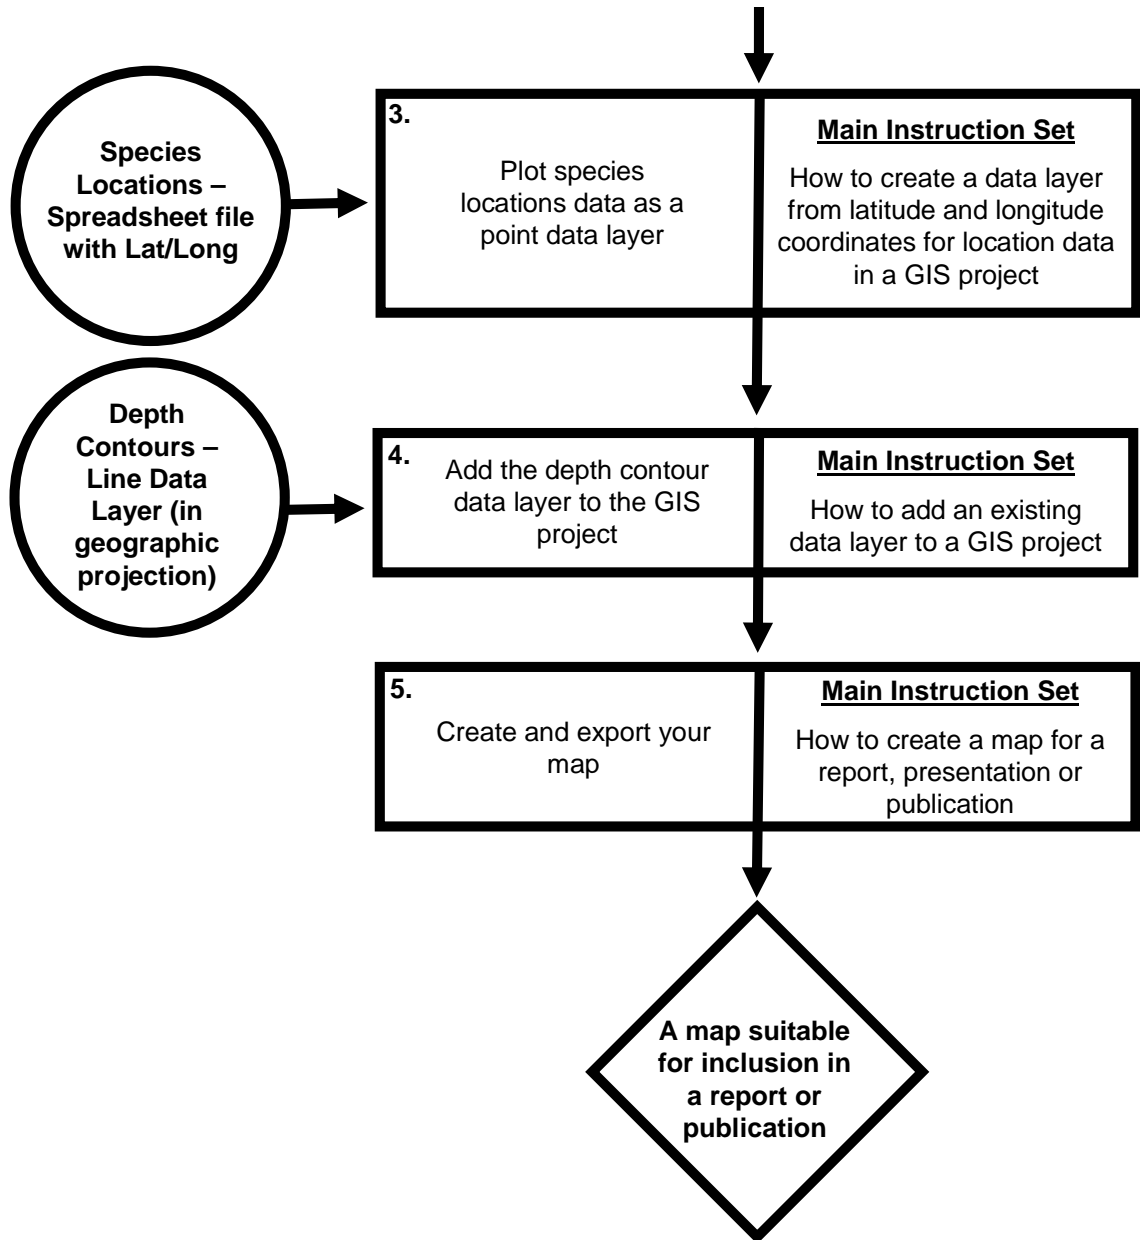 Species
Locations –
Spreadsheet file
with Lat/Long
3.
Plot species
locations data as a
point data layer
Main Instruction Set
How to create a data layer
from latitude and longitude
coordinates for location data
in a GIS project
Depth
Contours –
Line Data
Layer (in
geographic
projection)
4.
Add the depth contour
data layer to the GIS
project
Main Instruction Set
How to add an existing
data layer to a GIS project
5.
Create and export your
map
Main Instruction Set
How to create a map for a
report, presentation or
publication
A map suitable
for inclusion in
a report or
publication